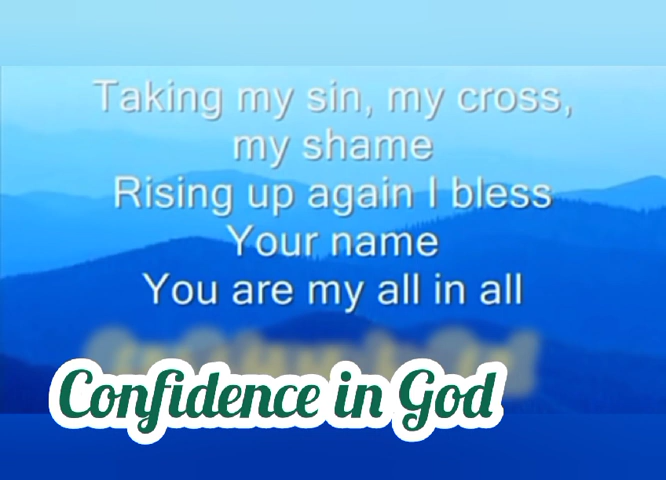 Taking my sin, my cross,
my shame
Rising up again I bless
Your name
You are my all in all
Confidence in God